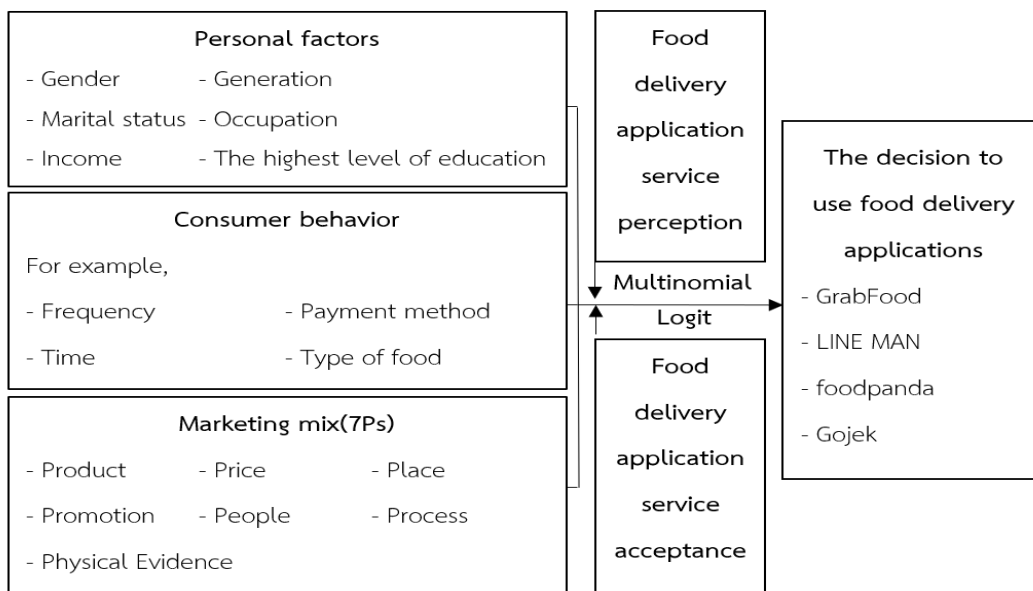 Personal factors
- Gender - Generation
- Marital status - Occupation
- Income - The highest level of education
Consumer behavior
For example,
- Frequency - Payment method
- Time - Type of food
Marketing mix(7Ps)
- Product - Price - Place
- Promotion - People - Process
- Physical Evidence
Food
delivery
application
service
perception
Multinomial
Logit
Food
delivery
application
service
acceptance
The decision to
use food delivery
applications
- GrabFood
- LINE MAN
- foodpanda
- Gojek